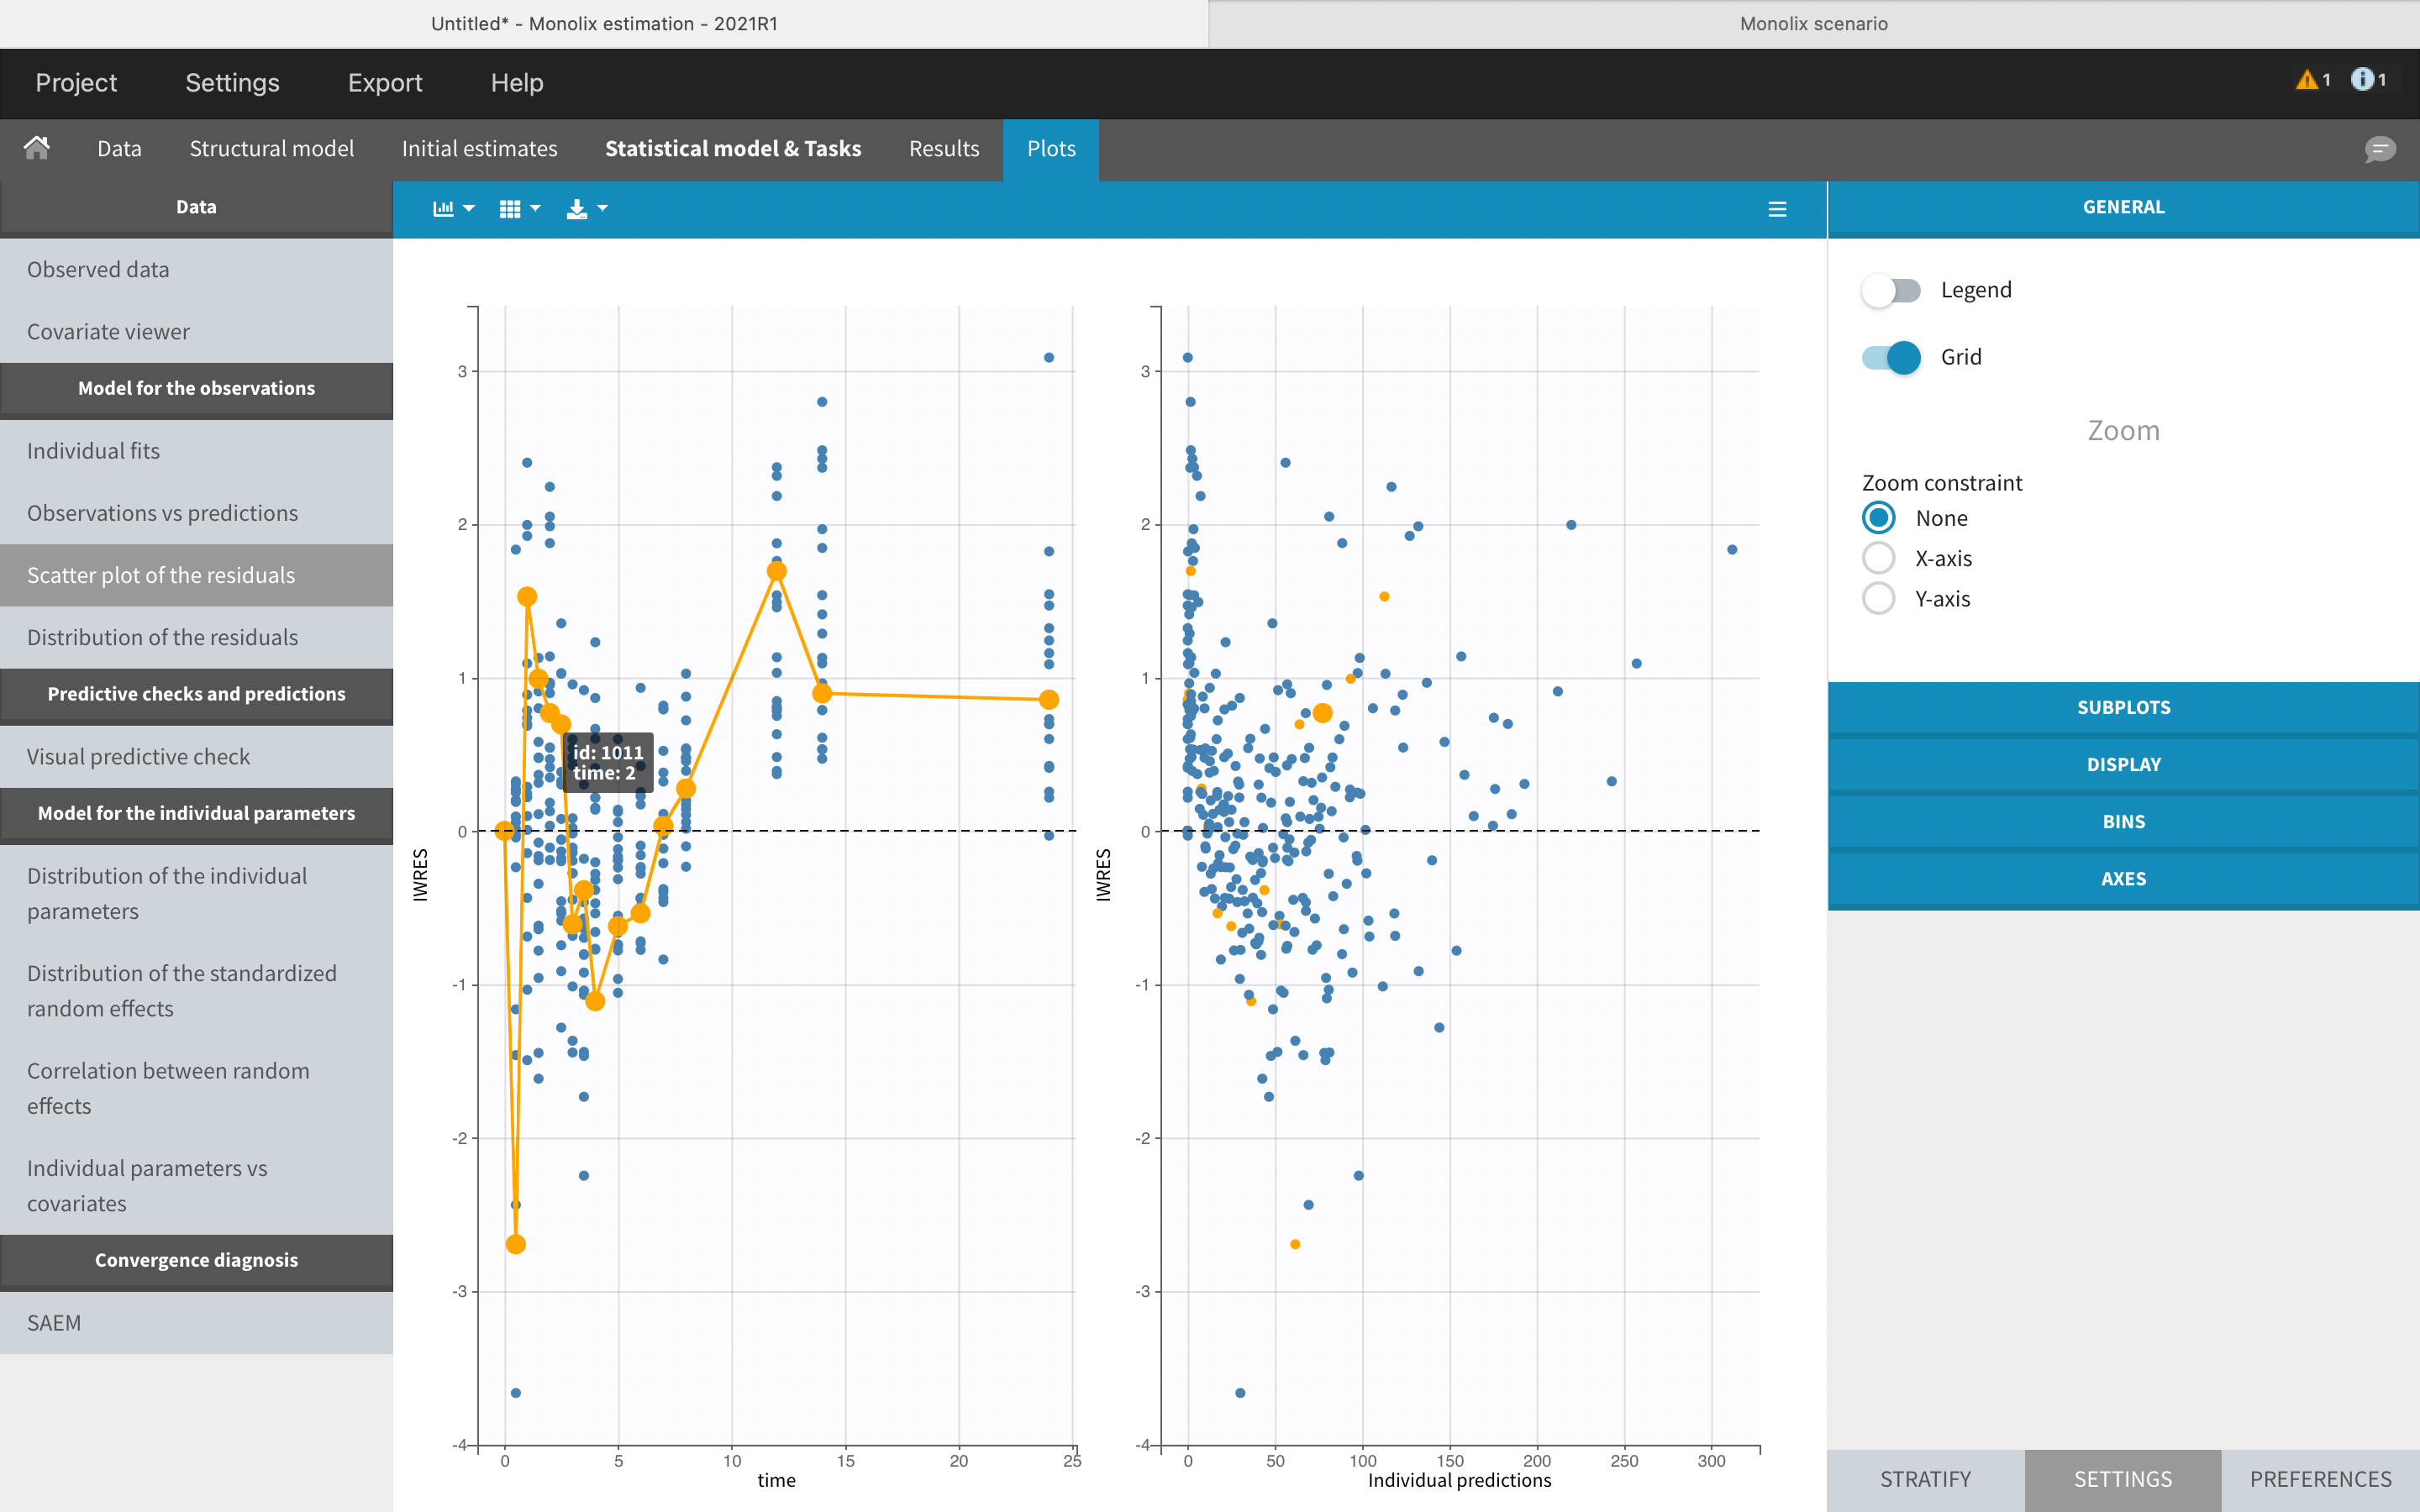 Untitled* - Monolix estimation - 2021R1
Monolix scenario
Project Settings Export Help
1 1
Data Structural model Initial estimates Statistical model & Tasks Results Plots
Data
Observed data
Covariate viewer
Model for the observations
Individual fits
Observations vs predictions
Scatter plot of the residuals
Distribution of the residuals
Predictive checks and predictions
Visual predictive check
Model for the individual parameters
Distribution of the individual
parameters
Distribution of the standardized
random effects
Correlation between random
effects
Individual parameters vs
covariates
Convergence diagnosis
SAEM
3
2
1
0
-1
-2
-3
-4
IWRES
0 5 10 15 20 25
time
id: 1011
time: 2
3
2
1
0
-1
-2
-3
-4
IWRES
0 50 100 150 200 250 300
Individual predictions
GENERAL
Legend
Grid
Zoom
Zoom constraint
None
X-axis
Y-axis
SUBPLOTS
DISPLAY
BINS
AXES
STRATIFY SETTINGS PREFERENCES